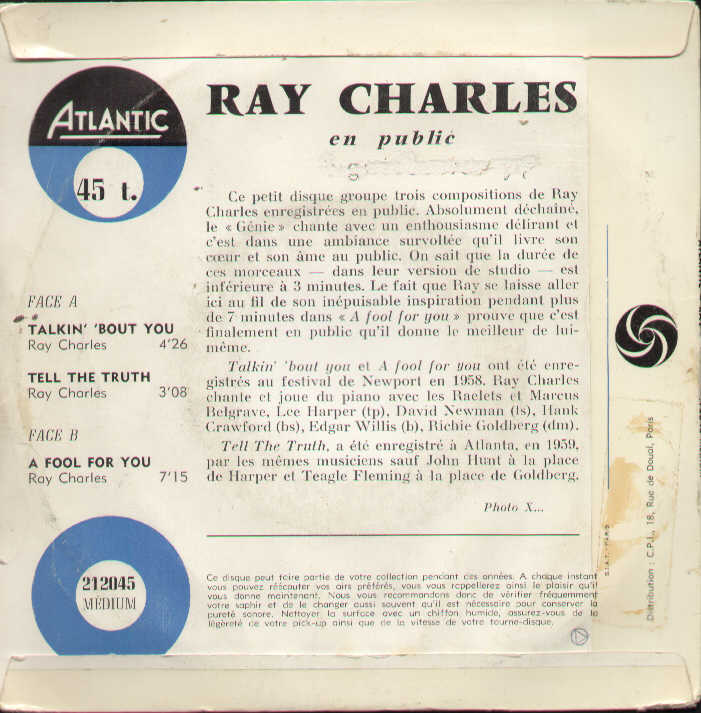 ATLANTIC
45 t.
RAY CHARLES
en public
Ce petit disque groupe trois compositions de Ray
Charles enregistrées en public. Absolument déchaîné,
le « Génie » chante avec un enthousiasme délirant et
c'est dans une ambiance survoltée qu'il livre son
cœur et son âme au public. On sait que la durée de
ces morceaux — dans leur version de studio — est
inférieure à 3 minutes. Le fait que Ray se laisse aller
ici au fil de son inépuisable inspiration pendant plus
de 7 minutes dans « A fool for you » prouve que c'est
finalement en public qu'il donne le meilleur de lui-
même.
Talkin' 'bout you et A fool for you ont été enre-
gistrés au festival de Newport en 1958. Ray Charles
chante et joue du piano avec les Raelets et Marcus
Belgrave, Lee Harper (tp), David Newman (ts), Hank
Crawford (bs), Edgar Willis (b), Richie Goldberg (dm).
Tell The Truth, a été enregistré à Atlanta, en 1959,
par les mêmes musiciens sauf John Hunt à la place
de Harper et Teagle Fleming à la place de Goldberg.
Photo X...
FACE A
TALKIN' 'BOUT YOU
Ray Charles 4'26
TELL THE TRUTH
Ray Charles 3'08
FACE B
A FOOL FOR YOU
Ray Charles 7'15
212045
MÉDIUM
Ce disque peut faire partie de votre collection pendant des années. A chaque instant
vous pouvez réécouter vos airs préférés, vous vous rappellerez ainsi le plaisir qu'il
vous donne maintenant. Nous vous recommandons donc de vérifier fréquemment
votre saphir et de le changer aussi souvent qu'il est nécessaire pour conserver la
pureté sonore. Nettoyer la surface avec un chiffon humide, assurez-vous de la
légèreté de votre pick-up ainsi que de la vitesse de votre tourne-disque.
Distribution : C.P.I., 18, Rue de Douai, Paris